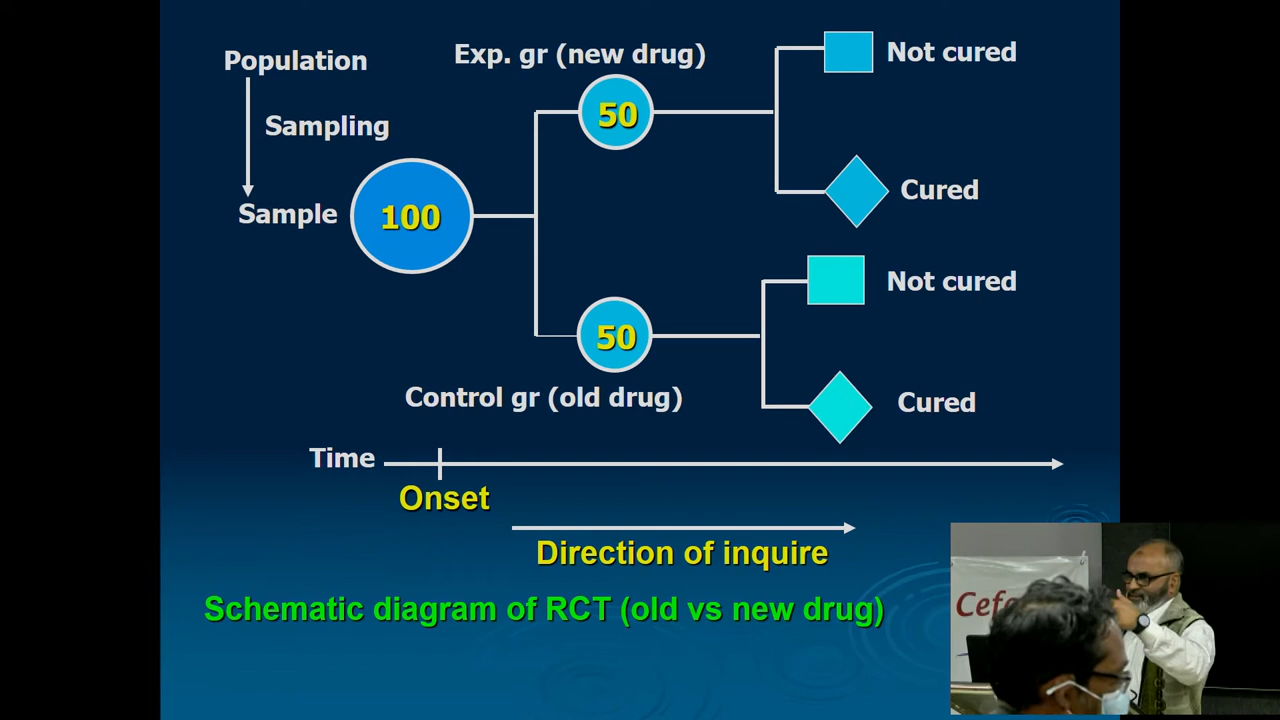 Population
Exp. gr (new drug)
Not cured
50
Sampling
Sample
100
Cured
Not cured
50
Control gr (old drug)
Cured
Time
Onset
Direction of inquire
Schematic diagram of RCT (old vs new drug)